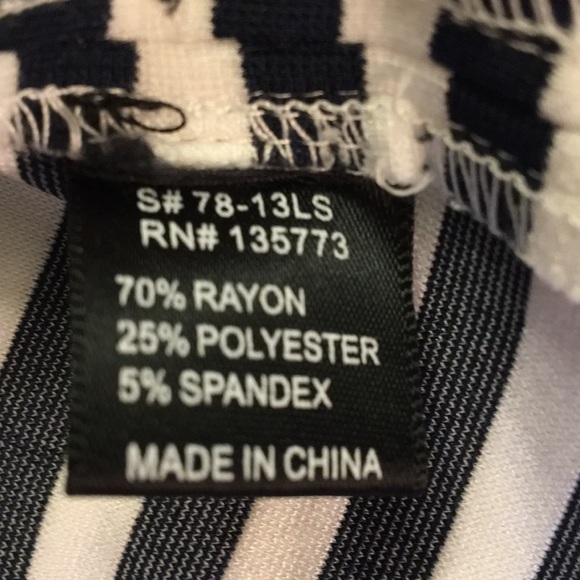 S# 78-13LS
RN# 135773
70% RAYON
25% POLYESTER
5% SPANDEX
MADE IN CHINA